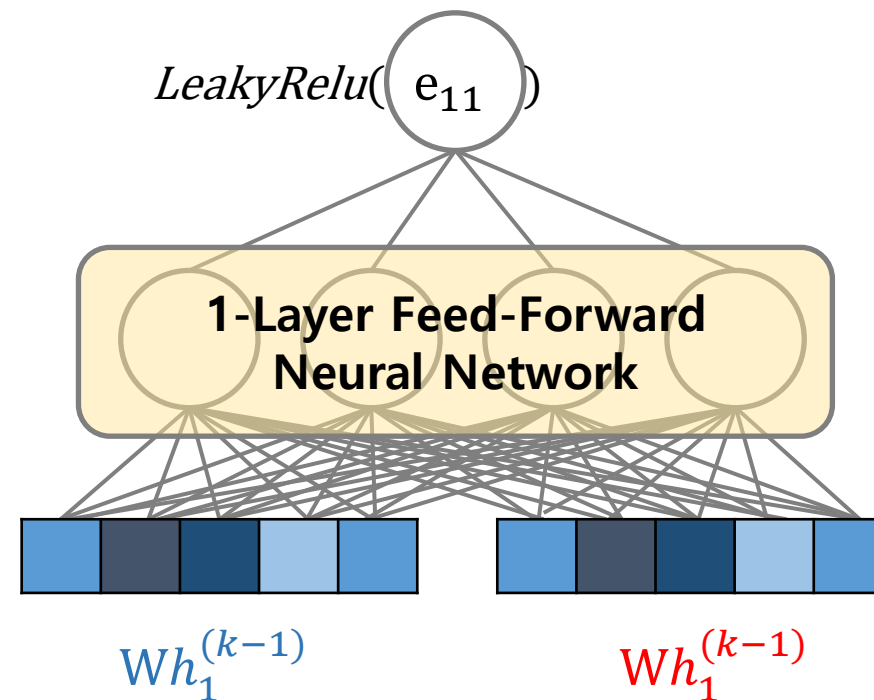 LeakyRelu( e₁₁ )
1-Layer Feed-Forward
Neural Network
Wh₁⁽ᵏ⁻¹⁾ Wh₁⁽ᵏ⁻¹⁾